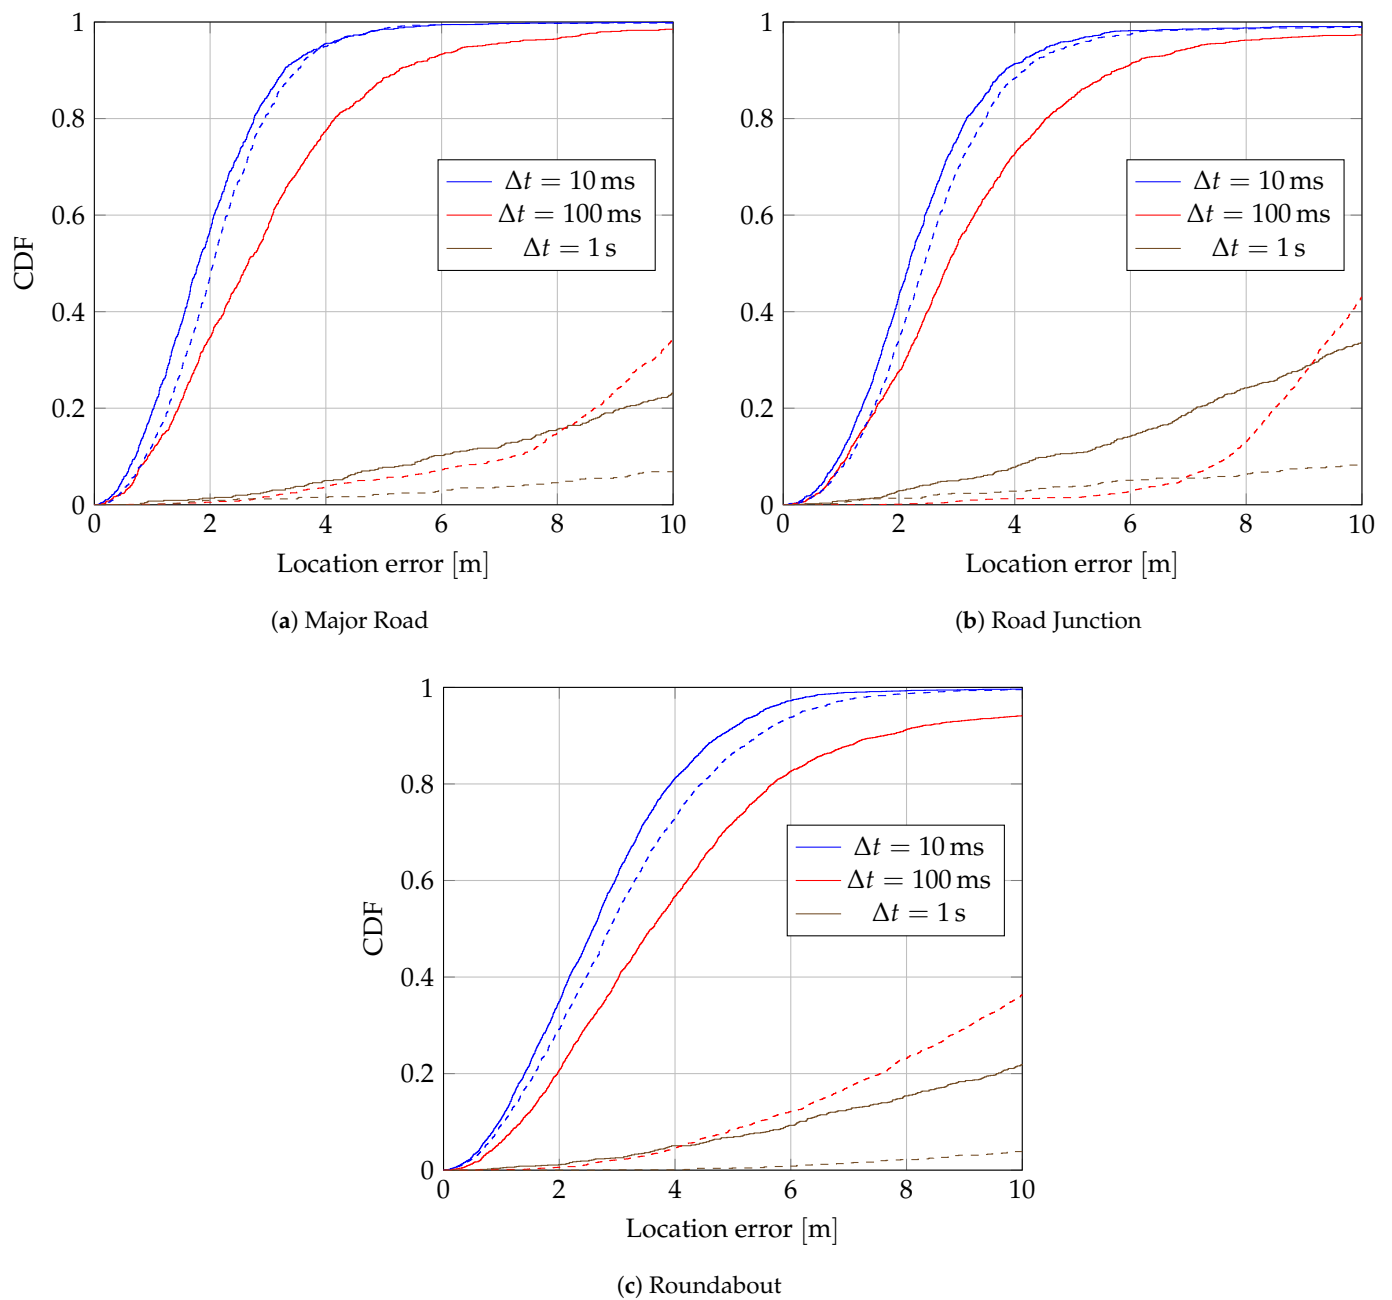 1
0.8
0.6
0.4
0.2
0
CDF
0 2 4 6 8 10
Location error [m]
Δt = 10 ms
Δt = 100 ms
Δt = 1 s
(a) Major Road
1
0.8
0.6
0.4
0.2
0
0 2 4 6 8 10
Location error [m]
Δt = 10 ms
Δt = 100 ms
Δt = 1 s
(b) Road Junction
1
0.8
0.6
0.4
0.2
0
CDF
0 2 4 6 8 10
Location error [m]
Δt = 10 ms
Δt = 100 ms
Δt = 1 s
(c) Roundabout